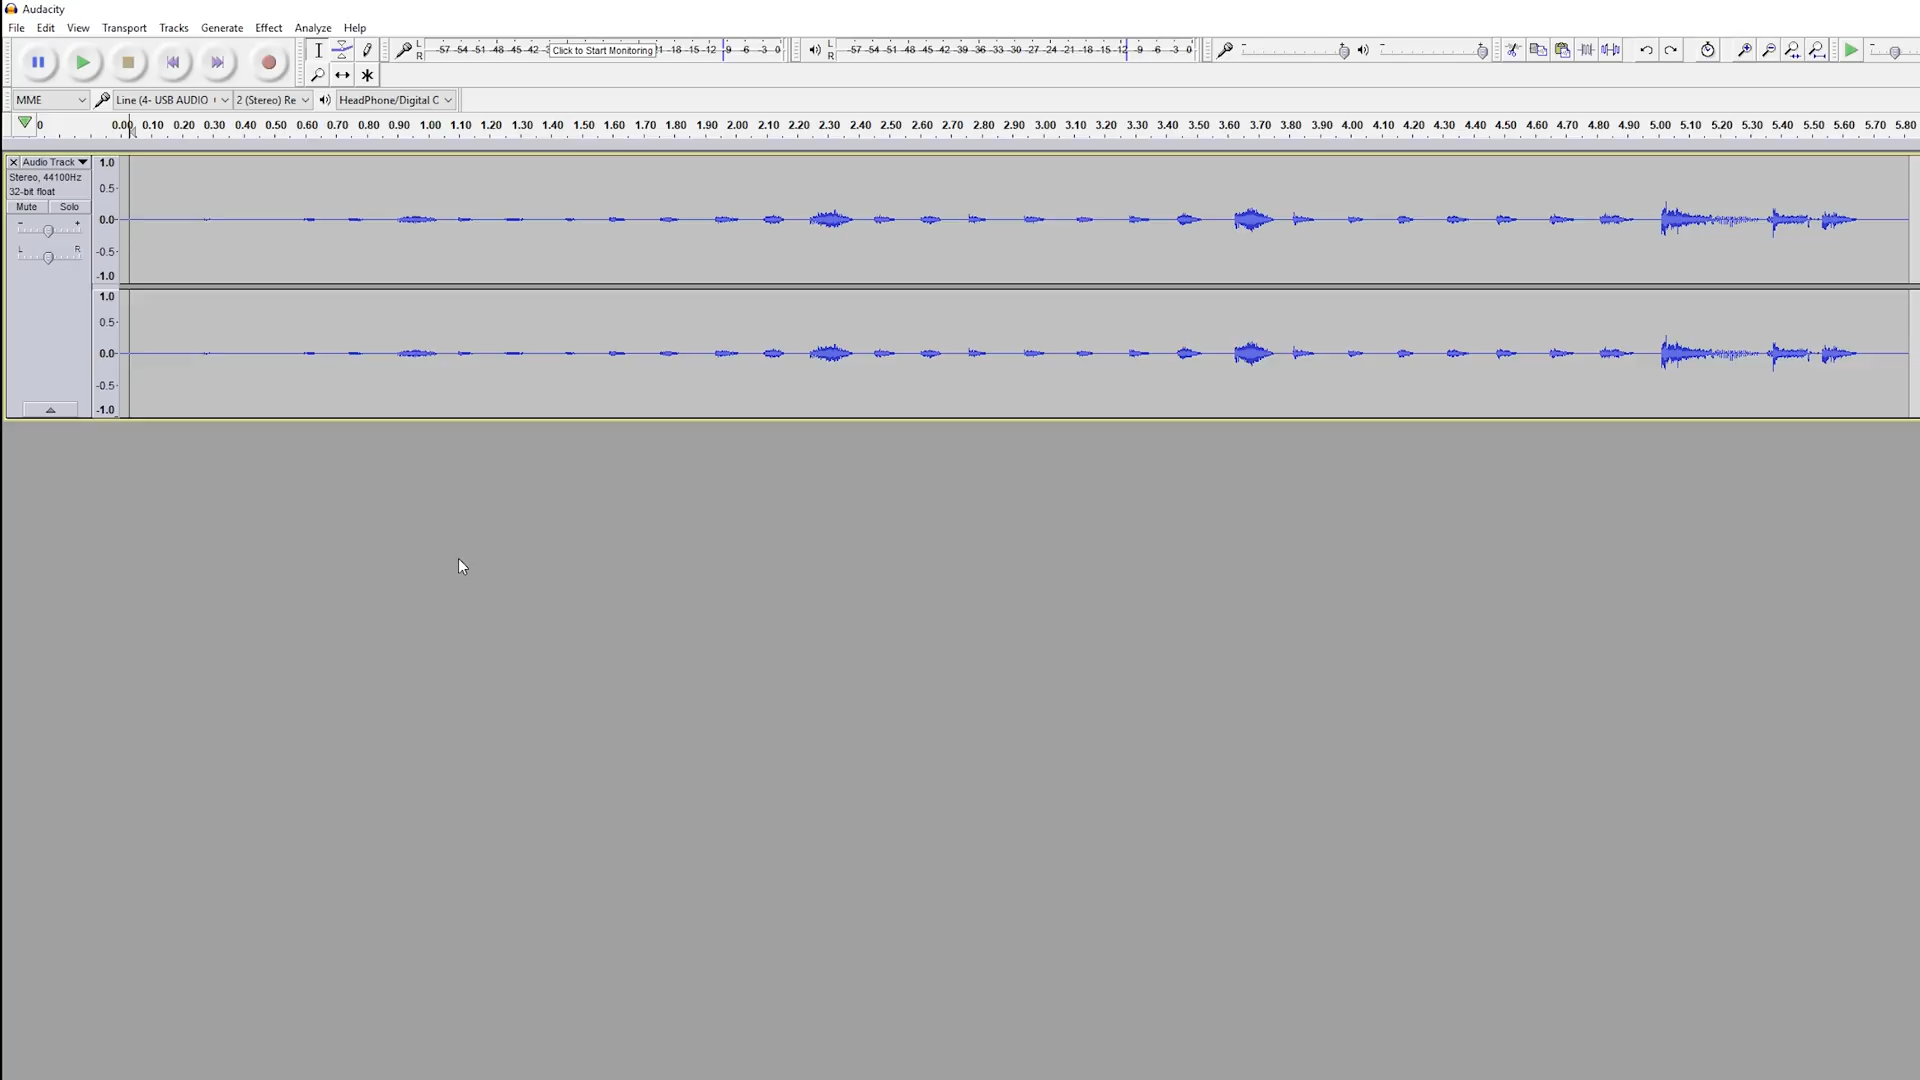 Audacity
File Edit View Transport Tracks Generate Effect Analyze Help
L -57 -54 -51 -48 -45 -42 -3 Click to Start Monitoring 1 -18 -15 -12 -9 -6 -3 0 L -57 -54 -51 -48 -45 -42 -39 -36 -33 -30 -27 -24 -21 -18 -15 -12 -9 -6 -3 0
R R
MME Line (4- USB AUDIO 2 (Stereo) Re HeadPhone/Digital C
0 0.00 0.10 0.20 0.30 0.40 0.50 0.60 0.70 0.80 0.90 1.00 1.10 1.20 1.30 1.40 1.50 1.60 1.70 1.80 1.90 2.00 2.10 2.20 2.30 2.40 2.50 2.60 2.70 2.80 2.90 3.00 3.10 3.20 3.30 3.40 3.50 3.60 3.70 3.80 3.90 4.00 4.10 4.20 4.30 4.40 4.50 4.60 4.70 4.80 4.90 5.00 5.10 5.20 5.30 5.40 5.50 5.60 5.70 5.80
Audio Track 1.0
Stereo, 44100Hz
32-bit float 0.5
Mute Solo
- + 0.0
L R -0.5
-1.0
1.0
0.5
0.0
-0.5
-1.0